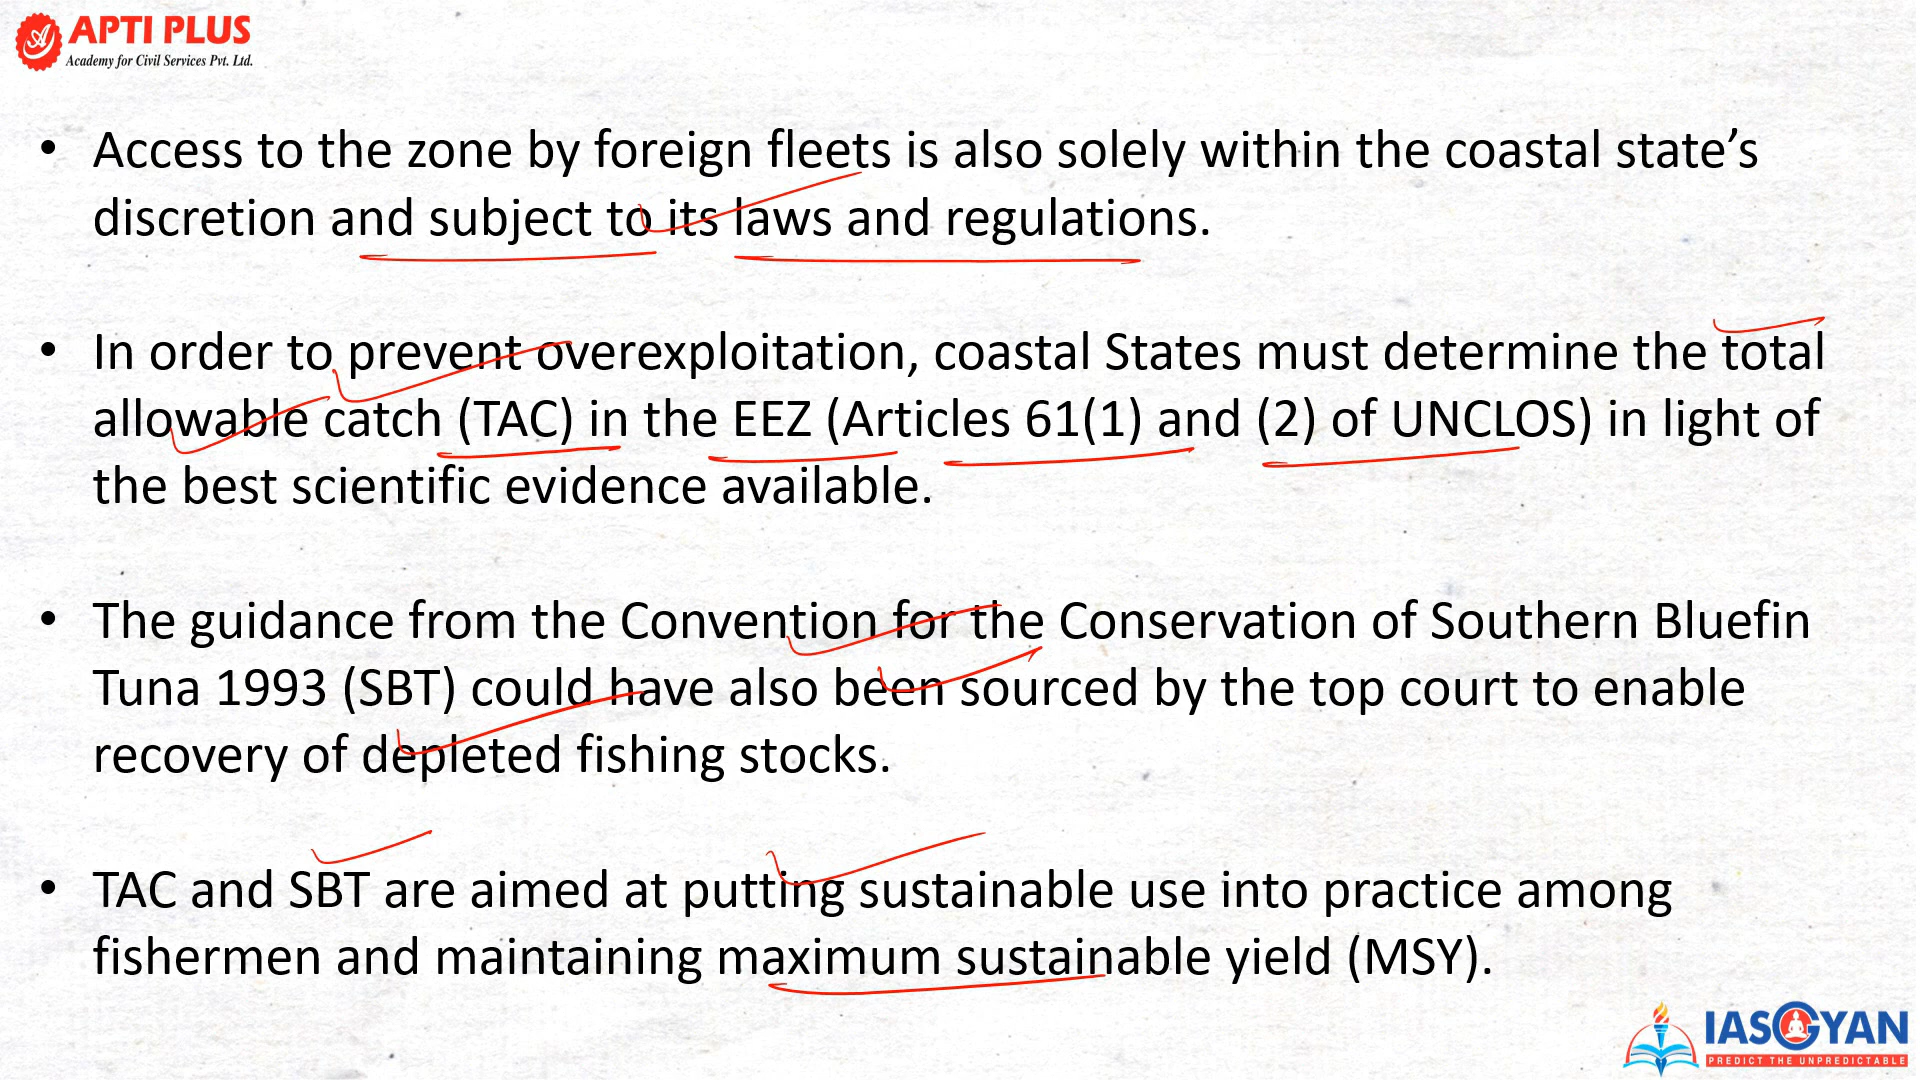 APTI PLUS
Academy for Civil Services Pvt. Ltd.
• Access to the zone by foreign fleets is also solely within the coastal state’s
discretion and subject to its laws and regulations.
• In order to prevent overexploitation, coastal States must determine the total
allowable catch (TAC) in the EEZ (Articles 61(1) and (2) of UNCLOS) in light of
the best scientific evidence available.
• The guidance from the Convention for the Conservation of Southern Bluefin
Tuna 1993 (SBT) could have also been sourced by the top court to enable
recovery of depleted fishing stocks.
• TAC and SBT are aimed at putting sustainable use into practice among
fishermen and maintaining maximum sustainable yield (MSY).
IASGYAN
PREDICT THE UNPREDICTABLE